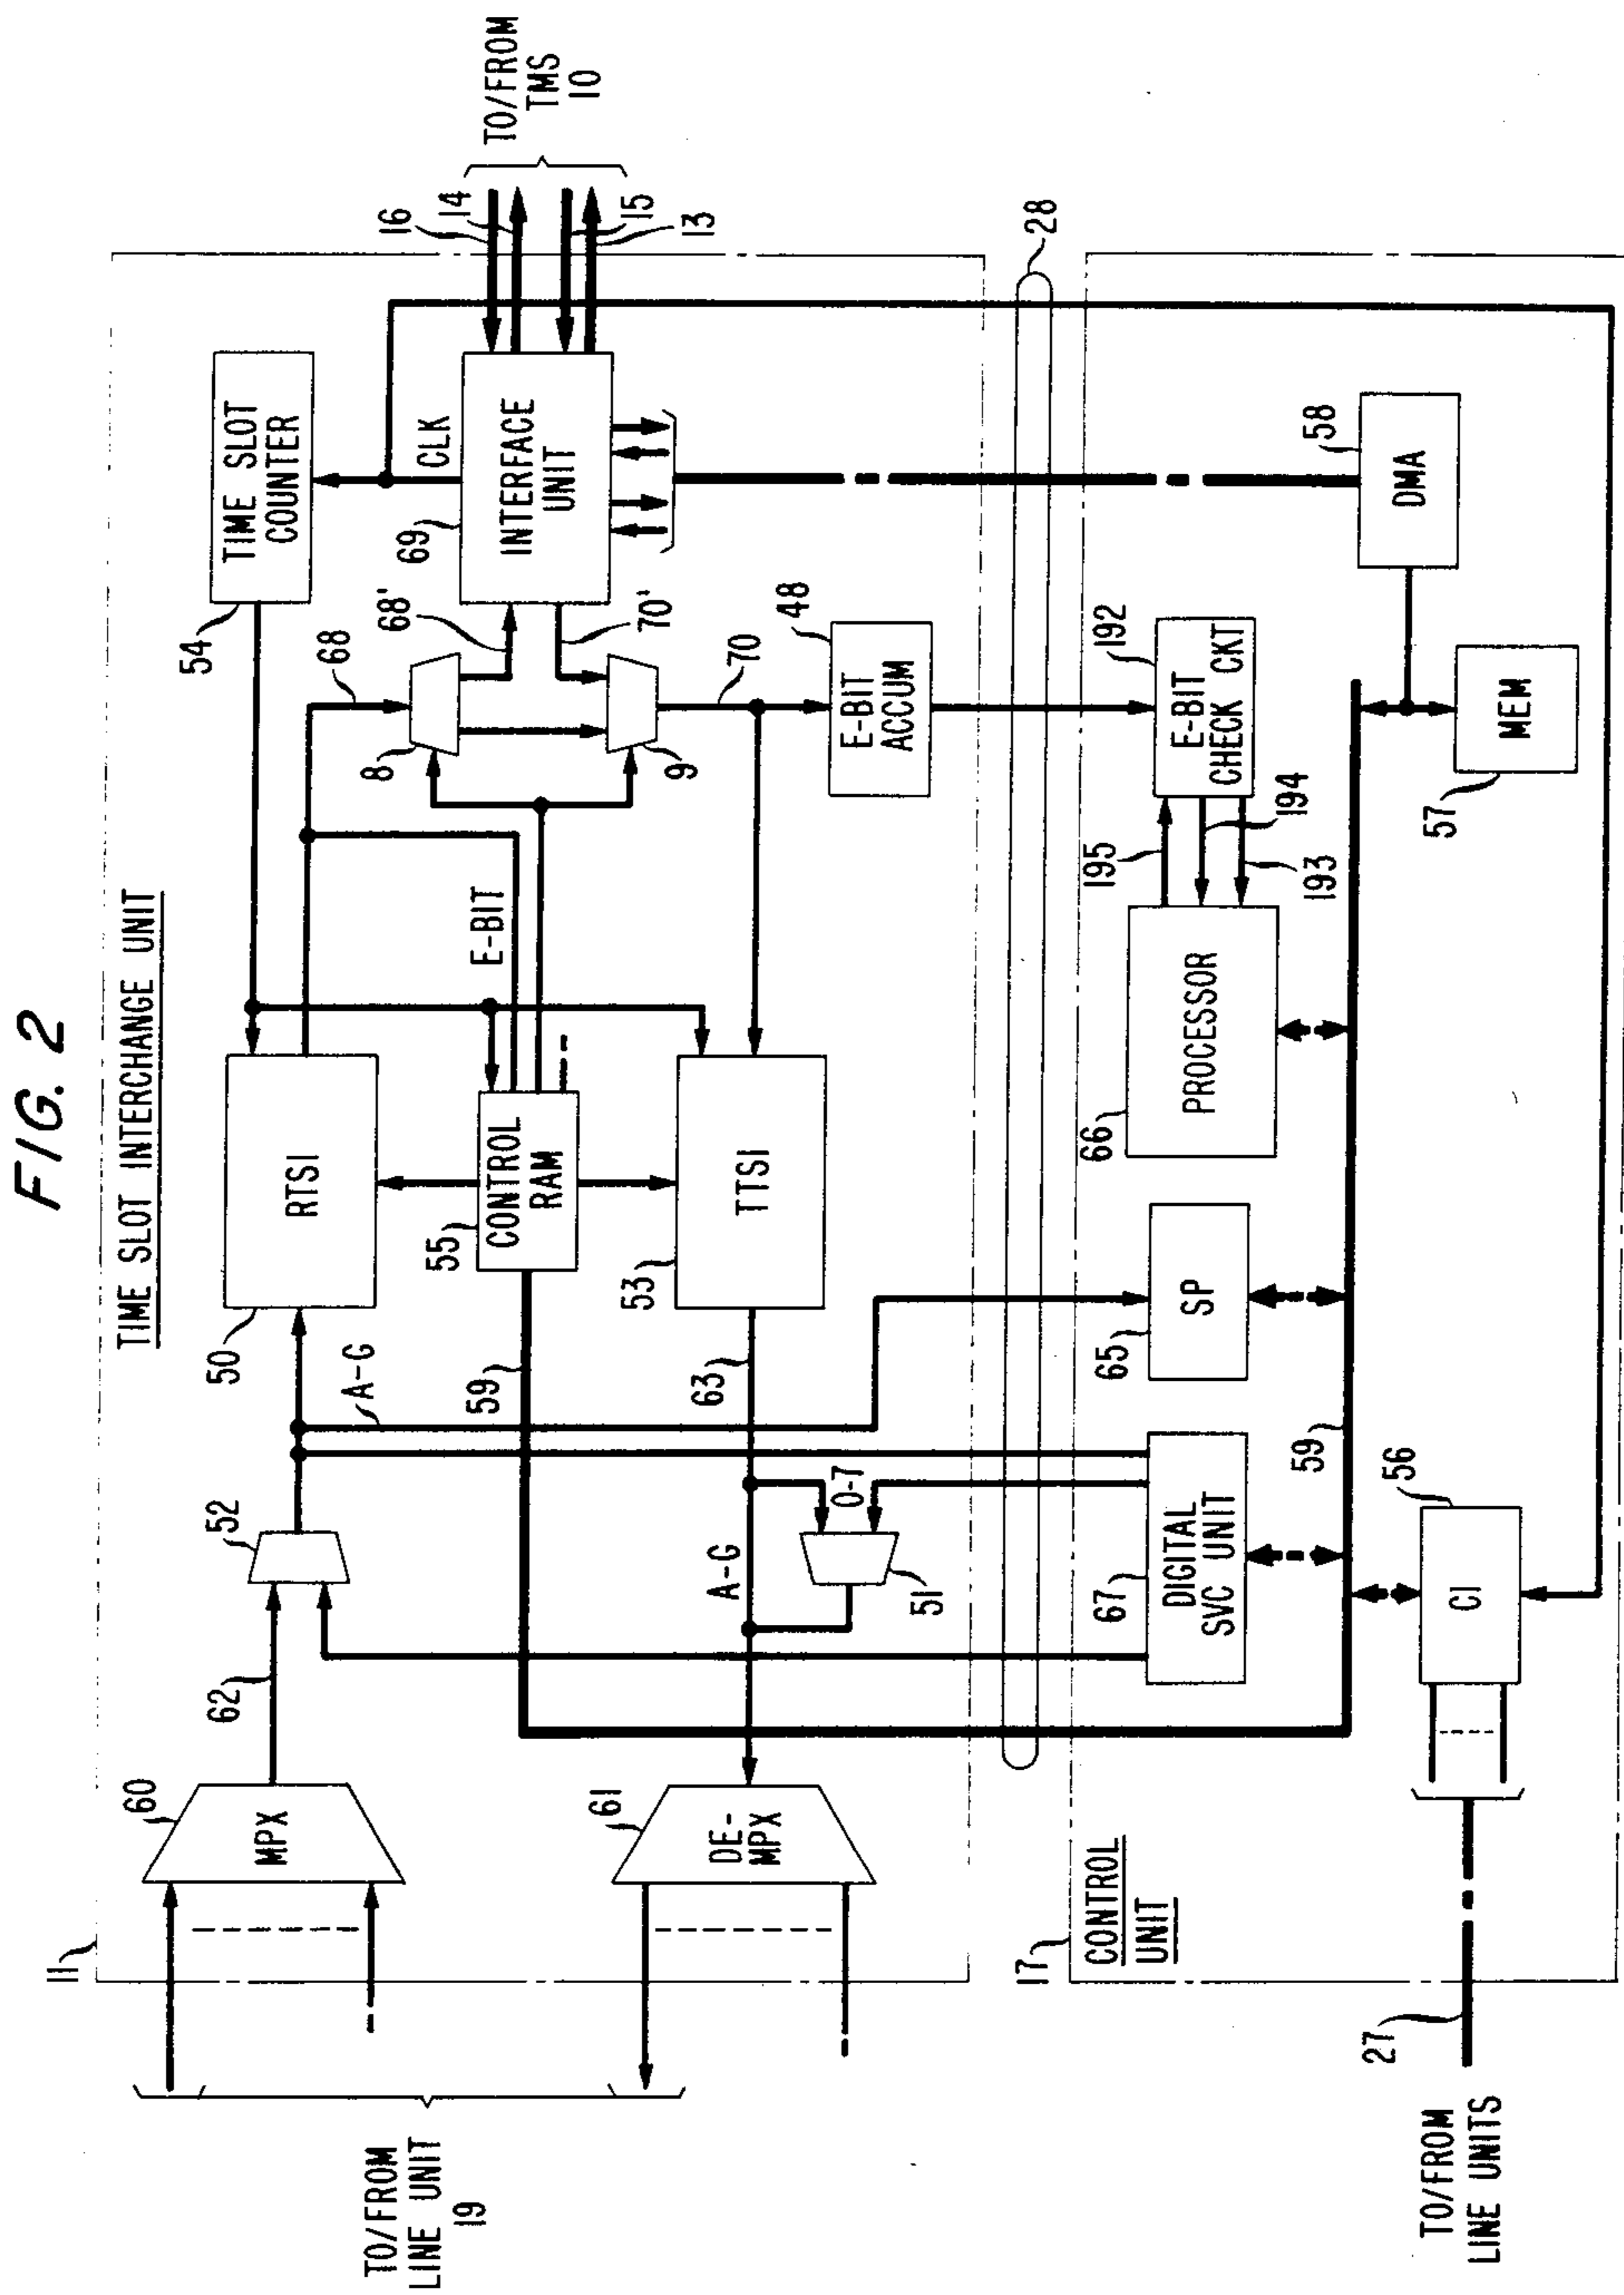 FIG. 2
TIME SLOT INTERCHANGE UNIT
11
60
MPX
62
52
A-G
50
RTSI
54
TIME SLOT
COUNTER
68
8
68'
69
CLK
INTERFACE
UNIT
16
14
15
13
TO/FROM
TMS
10
E-BIT
55
CONTROL
RAM
59
9
70'
70
TO/FROM
LINE UNIT
19
61
DE-
MPX
A-G
63
53
TTSI
51
0-7
48
E-BIT
ACCUM
28
17
CONTROL
UNIT
67
DIGITAL
SVC UNIT
65
SP
66
PROCESSOR
195
194
193
192
E-BIT
CHECK CKT
58
DMA
59
57
MEM
56
CI
27
TO/FROM
LINE UNITS